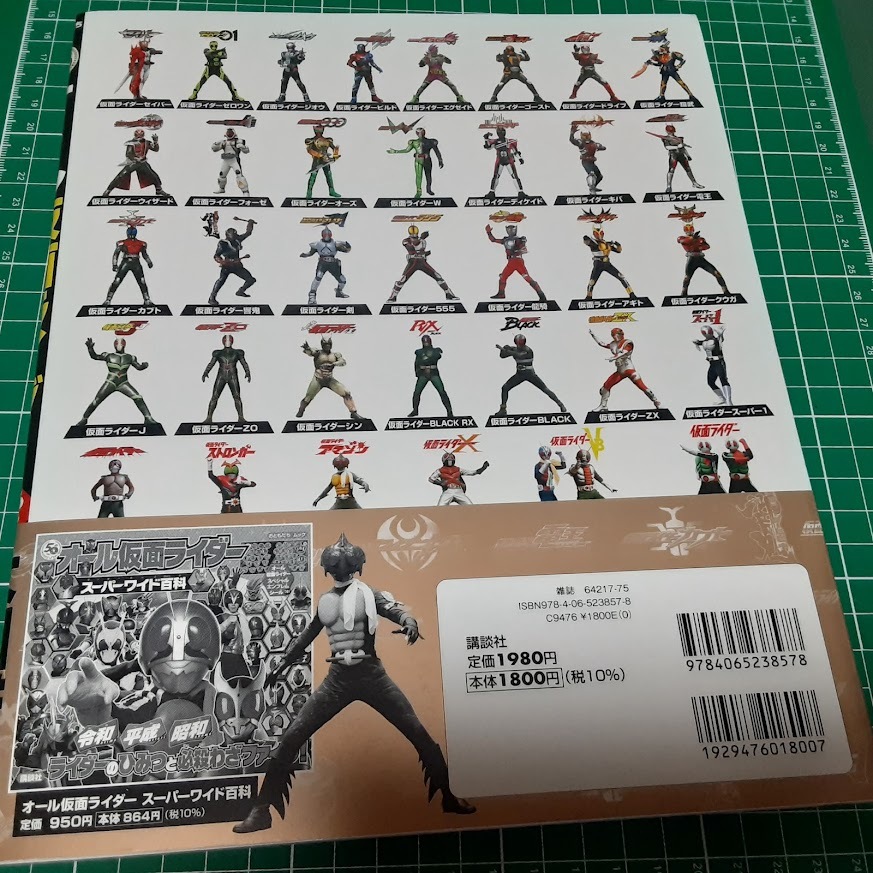 仮面ライダーセイバー
01
仮面ライダーゼロワン
仮面ライダージオウ
仮面ライダービルド
仮面ライダーエグゼイド
仮面ライダーゴースト
仮面ライダードライブ
仮面ライダー鎧武
仮面ライダーウィザード
仮面ライダーフォーゼ
仮面ライダーオーズ
仮面ライダーW
仮面ライダーディケイド
仮面ライダーキバ
仮面ライダー電王
仮面ライダーカブト
仮面ライダー響鬼
仮面ライダー剣
仮面ライダー555
仮面ライダー龍騎
仮面ライダーアギト
仮面ライダークウガ
J
ZO
RX
BLACK
スーパー1
仮面ライダーJ
仮面ライダーZO
仮面ライダーシン
仮面ライダーBLACK RX
仮面ライダーBLACK
仮面ライダーZX
仮面ライダースーパー1
仮面ライダー
ストロンガー
仮面ライダー
アマゾン
仮面ライダーX
仮面ライダー V3
仮面ライダー
オール仮面ライダー
スーパーワイド百科
令和 平成 昭和
ライダーのひみつと必殺わざ
講談社
オール仮面ライダー スーパーワイド百科
定価 950円 本体864円(税10%)
雑誌 64217-75
ISBN978-4-06-523857-8
C9476 ¥1800E(0)
講談社
定価1980円
本体1800円(税10%)
9784065238578
1929476018007